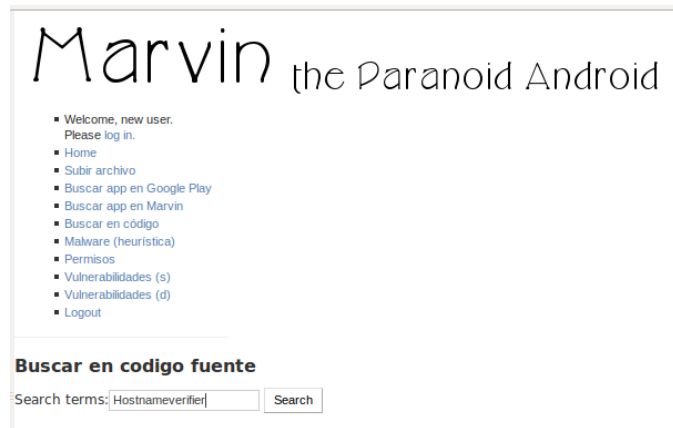 Marvin the Paranoid Android
Welcome, new user.
Please log in.
Home
Subir archivo
Buscar app en Google Play
Buscar app en Marvin
Buscar en código
Malware (heurística)
Permisos
Vulnerabilidades (s)
Vulnerabilidades (d)
Logout
Buscar en codigo fuente
Search terms: Hostnameverifier Search